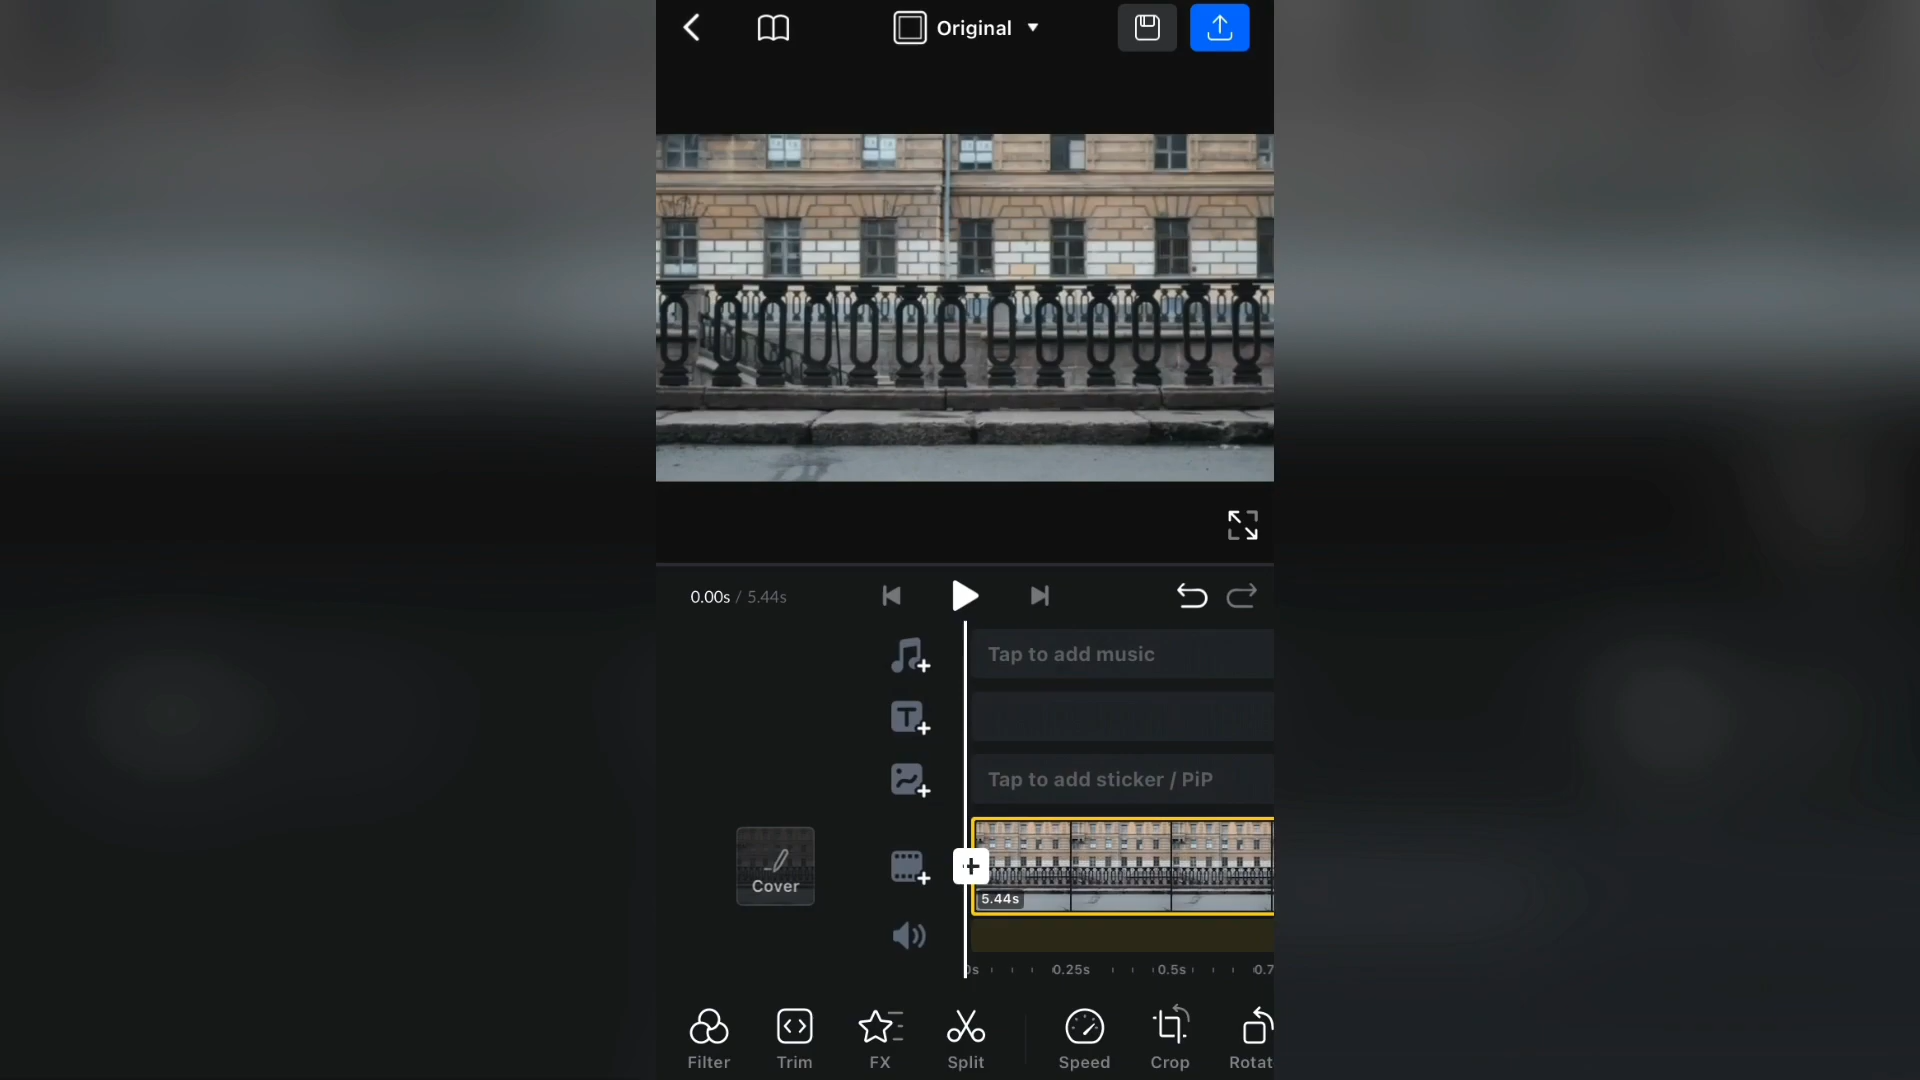 Original
0.00s / 5.44s
Tap to add music
Tap to add sticker / PiP
Cover
5.44s
0.25s
0.5s
0.7
Filter
Trim
FX
Split
Speed
Crop
Rotat